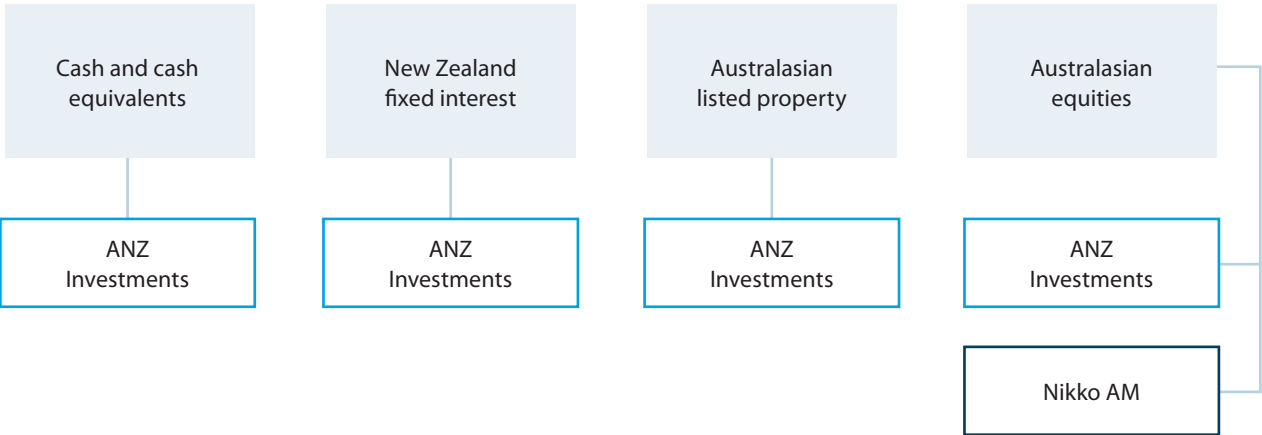 Cash and cash
equivalents
New Zealand
fixed interest
Australasian
listed property
Australasian
equities
ANZ
Investments
ANZ
Investments
ANZ
Investments
ANZ
Investments
Nikko AM